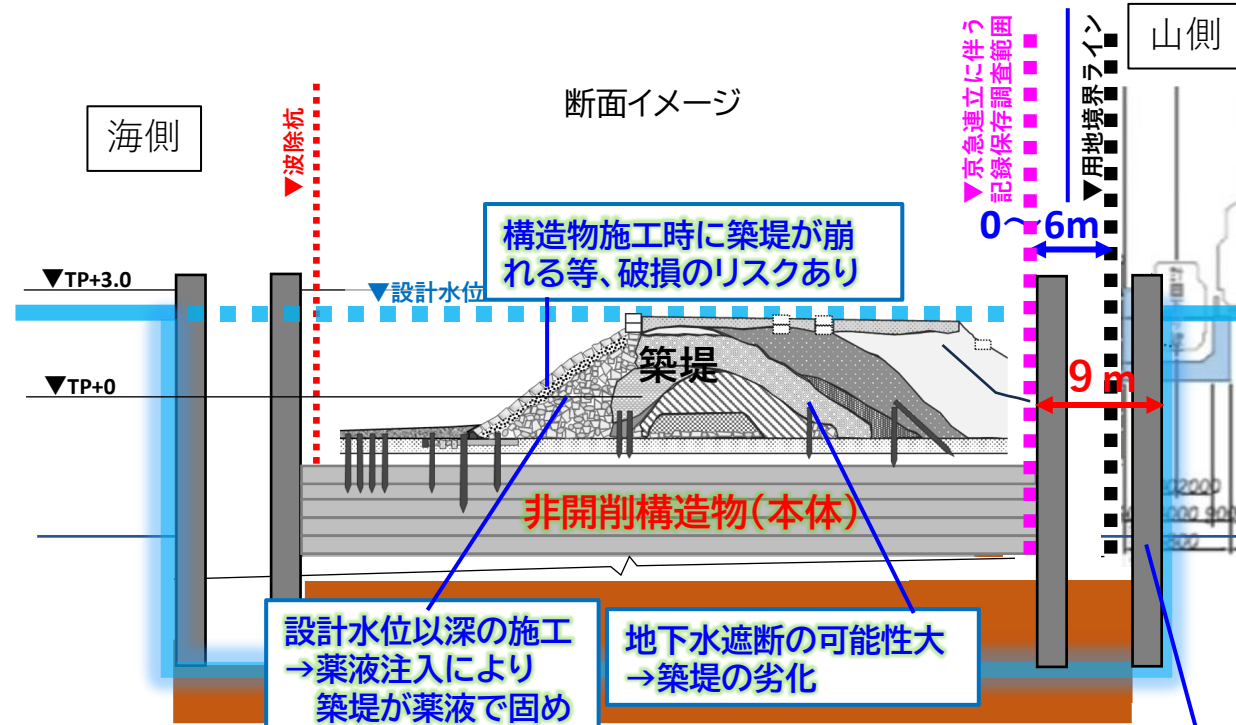 断面イメージ
海側
山側
▼波除杭
▼京急連立に伴う
記録保存調査範囲
▼用地境界ライン
0～6m
構造物施工時に築堤が崩
れる等、破損のリスクあり
▼TP+3.0
▼設計水位
築堤
9 m
▼TP+0
非開削構造物(本体)
設計水位以深の施工
→薬液注入により
築堤が薬液で固め
地下水遮断の可能性大
→築堤の劣化